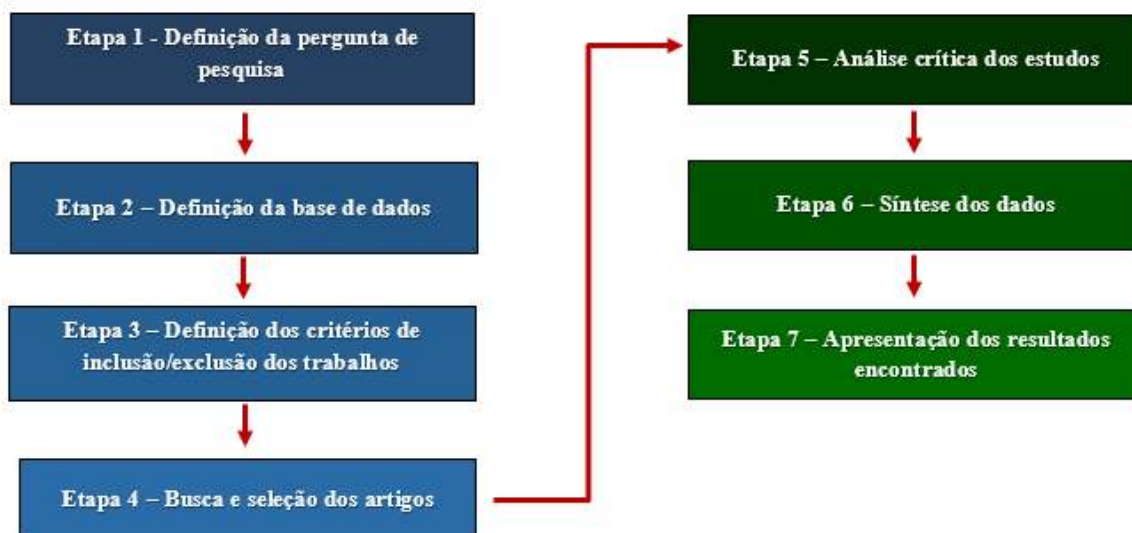 Etapa 1 - Definição da pergunta de
pesquisa
Etapa 2 – Definição da base de dados
Etapa 3 – Definição dos critérios de
inclusão/exclusão dos trabalhos
Etapa 4 – Busca e seleção dos artigos
Etapa 5 – Análise crítica dos estudos
Etapa 6 – Síntese dos dados
Etapa 7 – Apresentação dos resultados
encontrados